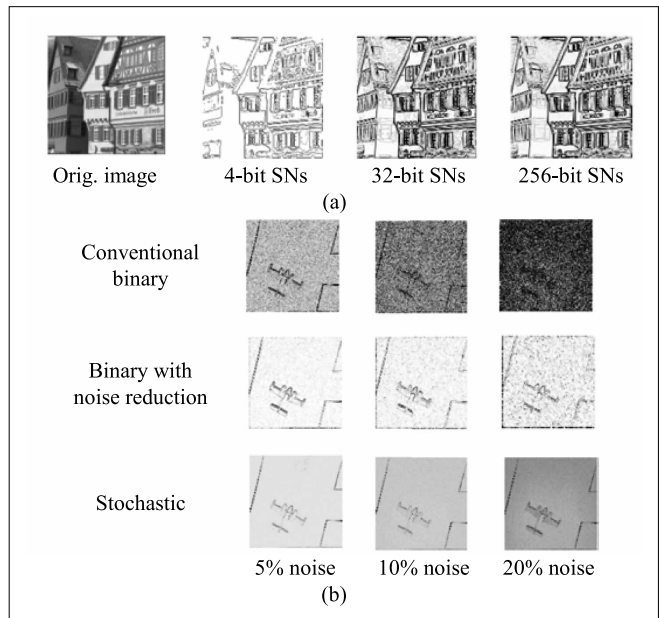 Orig. image
4-bit SNs
32-bit SNs
256-bit SNs
(a)
Conventional
binary
Binary with
noise reduction
Stochastic
5% noise
10% noise
20% noise
(b)